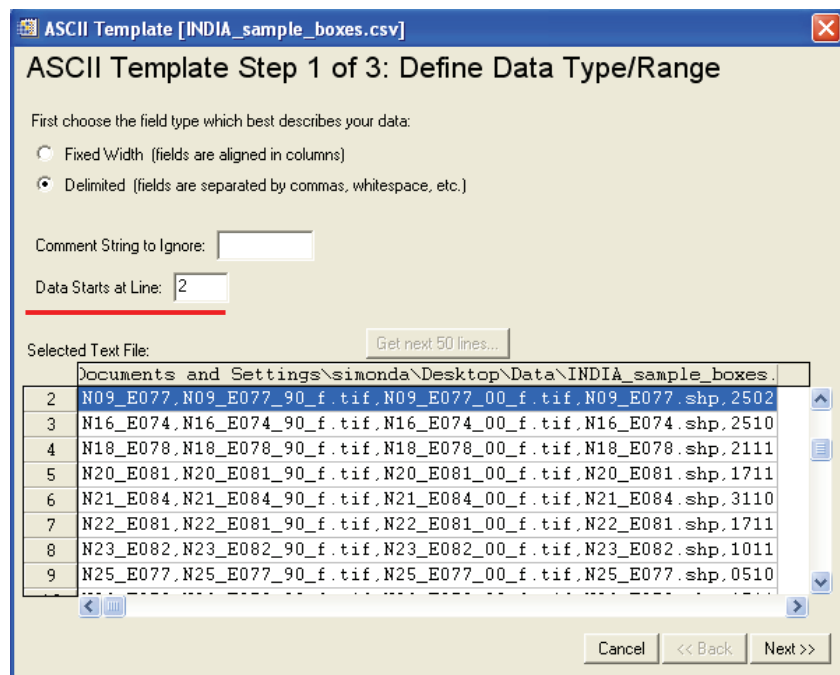 ASCII Template [INDIA_sample_boxes.csv]
ASCII Template Step 1 of 3: Define Data Type/Range
First choose the field type which best describes your data:
Fixed Width (fields are aligned in columns)
Delimited (fields are separated by commas, whitespace, etc.)
Comment String to Ignore:
Data Starts at Line: 2
Selected Text File:
Get next 50 lines...
Documents and Settings\simonda\Desktop\Data\INDIA_sample_boxes.
2 N09_E077,N09_E077_90_f.tif,N09_E077_00_f.tif,N09_E077.shp,2502
3 N16_E074,N16_E074_90_f.tif,N16_E074_00_f.tif,N16_E074.shp,2510
4 N18_E078,N18_E078_90_f.tif,N18_E078_00_f.tif,N18_E078.shp,2111
5 N20_E081,N20_E081_90_f.tif,N20_E081_00_f.tif,N20_E081.shp,1711
6 N21_E084,N21_E084_90_f.tif,N21_E084_00_f.tif,N21_E084.shp,3110
7 N22_E081,N22_E081_90_f.tif,N22_E081_00_f.tif,N22_E081.shp,1711
8 N23_E082,N23_E082_90_f.tif,N23_E082_00_f.tif,N23_E082.shp,1011
9 N25_E077,N25_E077_90_f.tif,N25_E077_00_f.tif,N25_E077.shp,0510
Cancel << Back Next >>